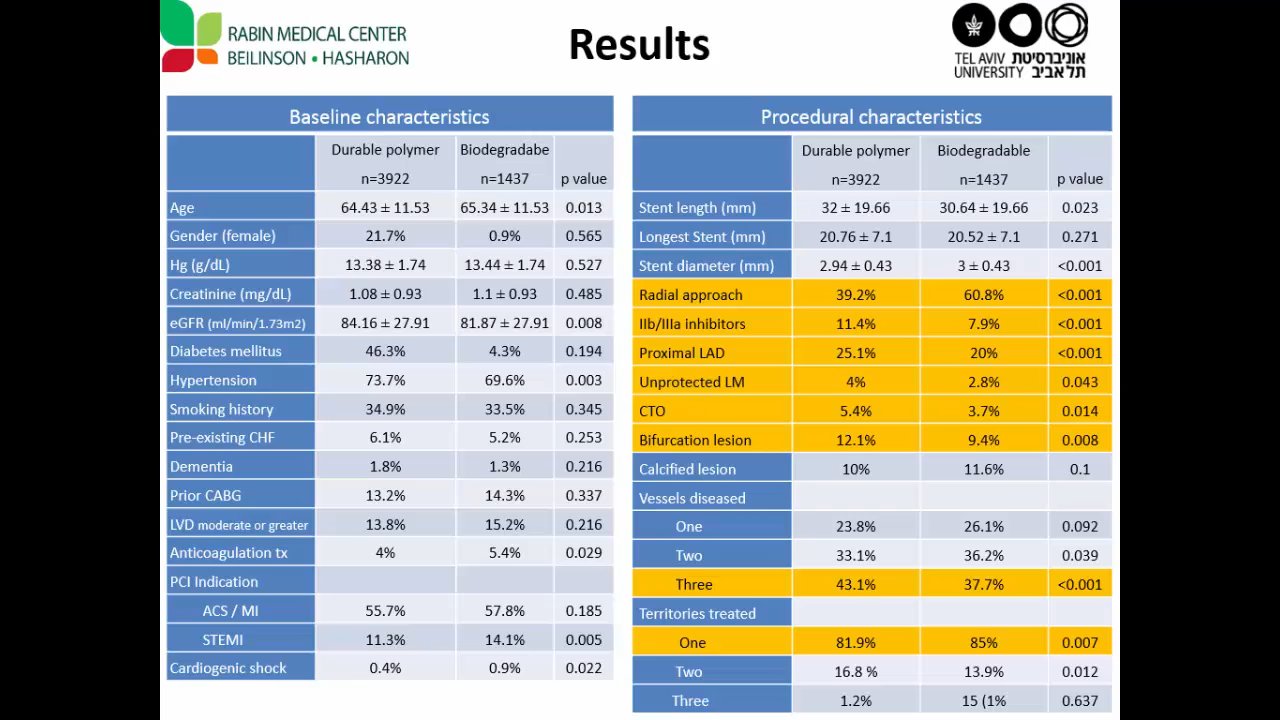 RABIN MEDICAL CENTER
BEILINSON • HASHARON
Results
TEL AVIV אוניברסיטת
UNIVERSITY תל אביב
Baseline characteristics
Durable polymer Biodegradabe
n=3922 n=1437 p value
Age 64.43 ± 11.53 65.34 ± 11.53 0.013
Gender (female) 21.7% 0.9% 0.565
Hg (g/dL) 13.38 ± 1.74 13.44 ± 1.74 0.527
Creatinine (mg/dL) 1.08 ± 0.93 1.1 ± 0.93 0.485
eGFR (ml/min/1.73m2) 84.16 ± 27.91 81.87 ± 27.91 0.008
Diabetes mellitus 46.3% 4.3% 0.194
Hypertension 73.7% 69.6% 0.003
Smoking history 34.9% 33.5% 0.345
Pre-existing CHF 6.1% 5.2% 0.253
Dementia 1.8% 1.3% 0.216
Prior CABG 13.2% 14.3% 0.337
LVD moderate or greater 13.8% 15.2% 0.216
Anticoagulation tx 4% 5.4% 0.029
PCI Indication
ACS / MI 55.7% 57.8% 0.185
STEMI 11.3% 14.1% 0.005
Cardiogenic shock 0.4% 0.9% 0.022
Procedural characteristics
Durable polymer Biodegradable
n=3922 n=1437 p value
Stent length (mm) 32 ± 19.66 30.64 ± 19.66 0.023
Longest Stent (mm) 20.76 ± 7.1 20.52 ± 7.1 0.271
Stent diameter (mm) 2.94 ± 0.43 3 ± 0.43 <0.001
Radial approach 39.2% 60.8% <0.001
IIb/IIIa inhibitors 11.4% 7.9% <0.001
Proximal LAD 25.1% 20% <0.001
Unprotected LM 4% 2.8% 0.043
CTO 5.4% 3.7% 0.014
Bifurcation lesion 12.1% 9.4% 0.008
Calcified lesion 10% 11.6% 0.1
Vessels diseased
One 23.8% 26.1% 0.092
Two 33.1% 36.2% 0.039
Three 43.1% 37.7% <0.001
Territories treated
One 81.9% 85% 0.007
Two 16.8 % 13.9% 0.012
Three 1.2% 15 (1% 0.637